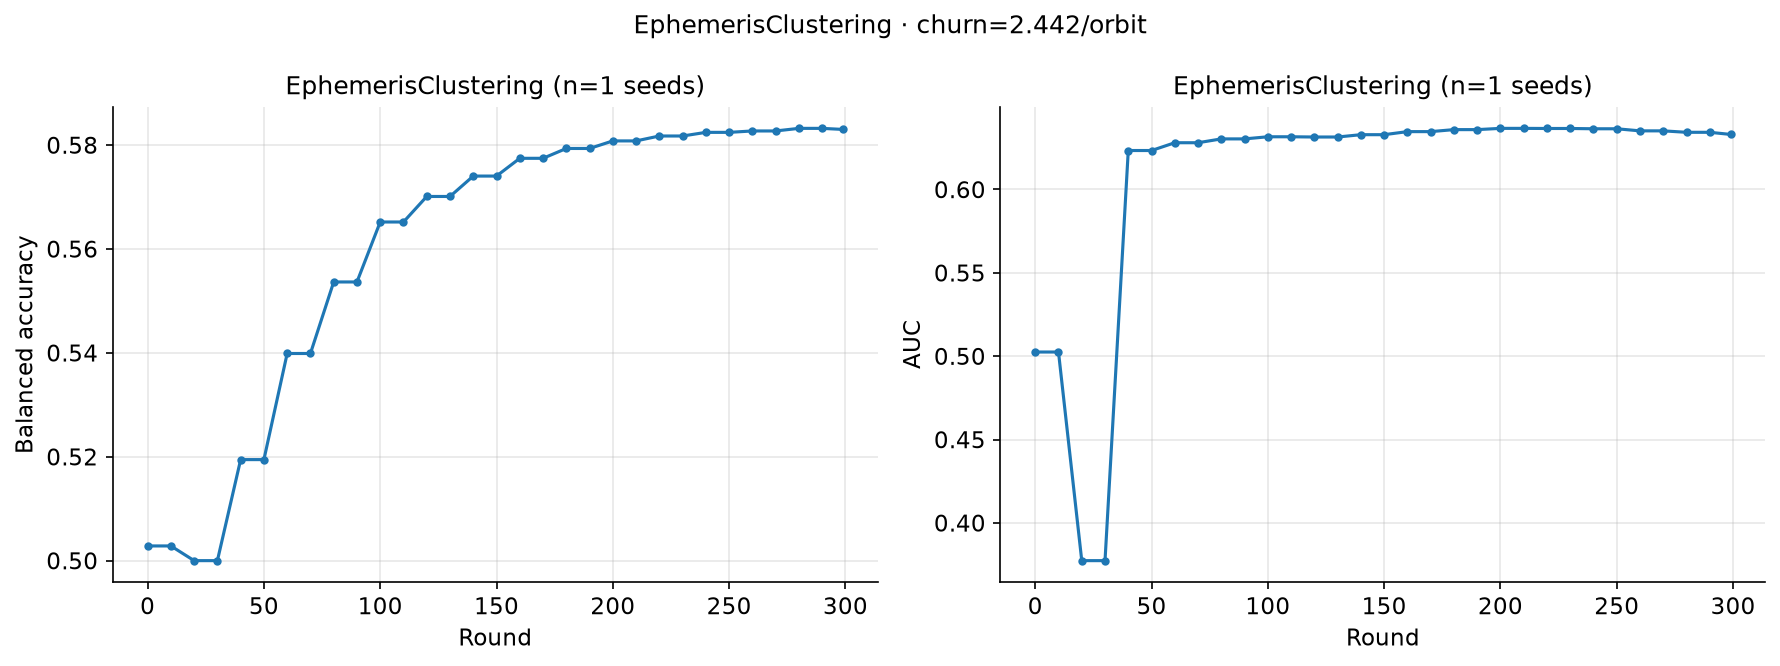 EphemerisClustering · churn=2.442/orbit
EphemerisClustering (n=1 seeds)
Balanced accuracy
0.58
0.56
0.54
0.52
0.50
0 50 100 150 200 250 300
Round
EphemerisClustering (n=1 seeds)
AUC
0.60
0.55
0.50
0.45
0.40
0 50 100 150 200 250 300
Round